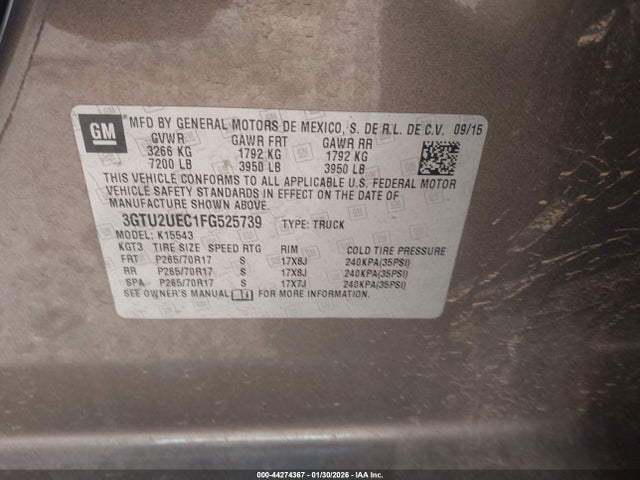 GM
MFD BY GENERAL MOTORS DE MEXICO, S. DE R.L. DE C.V. 09/15
GVWR GAWR FRT GAWR RR
3266 KG 1792 KG 1792 KG
7200 LB 3950 LB 3950 LB
THIS VEHICLE CONFORMS TO ALL APPLICABLE U.S. FEDERAL MOTOR
VEHICLE SAFETY STANDARDS IN EFFECT ON THE DATE OF
MANUFACTURE SHOWN ABOVE.
3GTU2UEC1FG525739 TYPE: TRUCK
MODEL: K15543
KGT3 TIRE SIZE SPEED RTG RIM COLD TIRE PRESSURE
FRT P265/70R17 S 17X8J 240KPA(35PSI)
RR P265/70R17 S 17X8J 240KPA(35PSI)
SPA P265/70R17 S 17X7J 240KPA(35PSI)
SEE OWNER'S MANUAL FOR MORE INFORMATION.
000-44274367 - 01/30/2026 - IAA Inc.